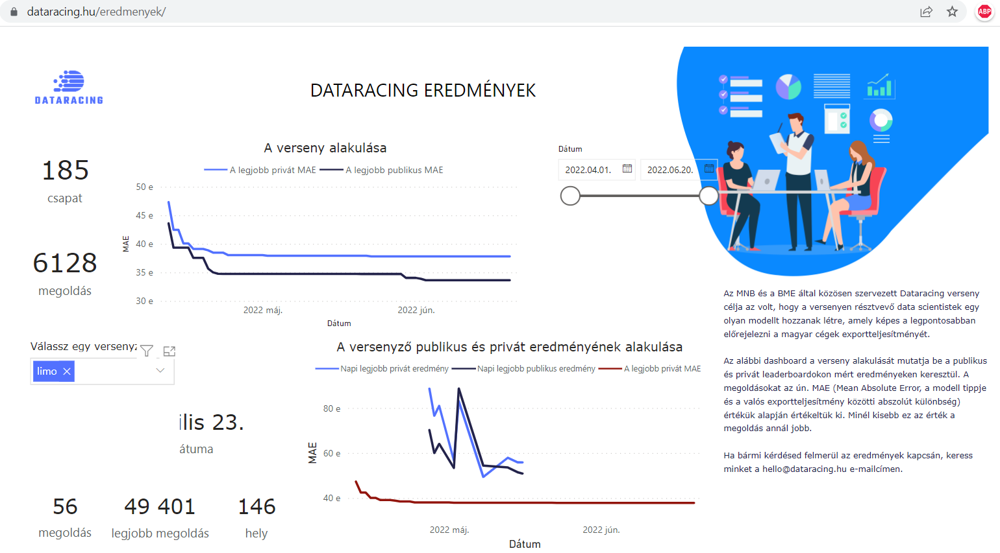 dataracing.hu/eredmenyek/
ABP
DATARACING
DATARACING EREDMÉNYEK
185
csapat
6128
megoldás
A verseny alakulása
A legjobb privát MAE A legjobb publikus MAE
50 e
45 e
40 e
35 e
30 e
MAE
2022 máj. 2022 jún.
Dátum
Dátum
2022.04.01. 2022.06.20.
Válassz egy versenyz
limo
ilis 23.
átuma
56
megoldás
49 401
legjobb megoldás
146
hely
A versenyző publikus és privát eredményének alakulása
Napi legjobb privát eredmény Napi legjobb publikus eredmény A legjobb privát MAE
80 e
60 e
40 e
MAE
2022 máj. 2022 jún.
Dátum
Az MNB és a BME által közösen szervezett Dataracing verseny
célja az volt, hogy a versenyen résztvevő data scientistek egy
olyan modellt hozzanak létre, amely képes a legpontosabban
előrejelezni a magyar cégek exportteljesítményét.
Az alábbi dashboard a verseny alakulását mutatja be a publikus
és privát leaderboardokon mért eredményeken keresztül. A
megoldásokat az ún. MAE (Mean Absolute Error, a modell tippje
és a valós exportteljesítmény közötti abszolút különbség)
értékük alapján értékeltük ki. Minél kisebb ez az érték a
megoldás annál jobb.
Ha bármi kérdésed felmerül az eredmények kapcsán, keress
minket a hello@dataracing.hu e-mailcímen.